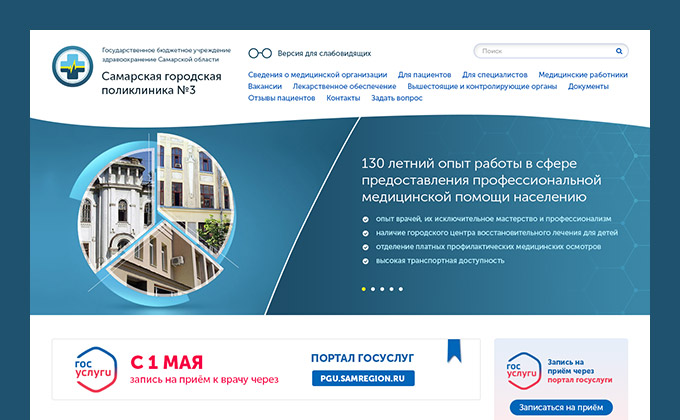 Государственное бюджетное учреждение
здравоохранение Самарской области
Самарская городская
поликлиника №3
Версия для слабовидящих
Поиск
Сведения о медицинской организации Для пациентов Для специалистов Медицинские работники
Вакансии Лекарственное обеспечение Вышестоящие и контролирующие органы Документы
Отзывы пациентов Контакты Задать вопрос
130 летний опыт работы в сфере
предоставления профессиональной
медицинской помощи населению
опыт врачей, их исключительное мастерство и профессионализм
наличие городского центра восстановительного лечения для детей
отделение платных профилактических медицинских осмотров
высокая транспортная доступность
гос
услуги
С 1 МАЯ
запись на приём к врачу через
ПОРТАЛ ГОСУСЛУГ
PGU.SAMREGION.RU
гос
услуги
Запись на
приём через
портал госуслуги
Записаться на приём